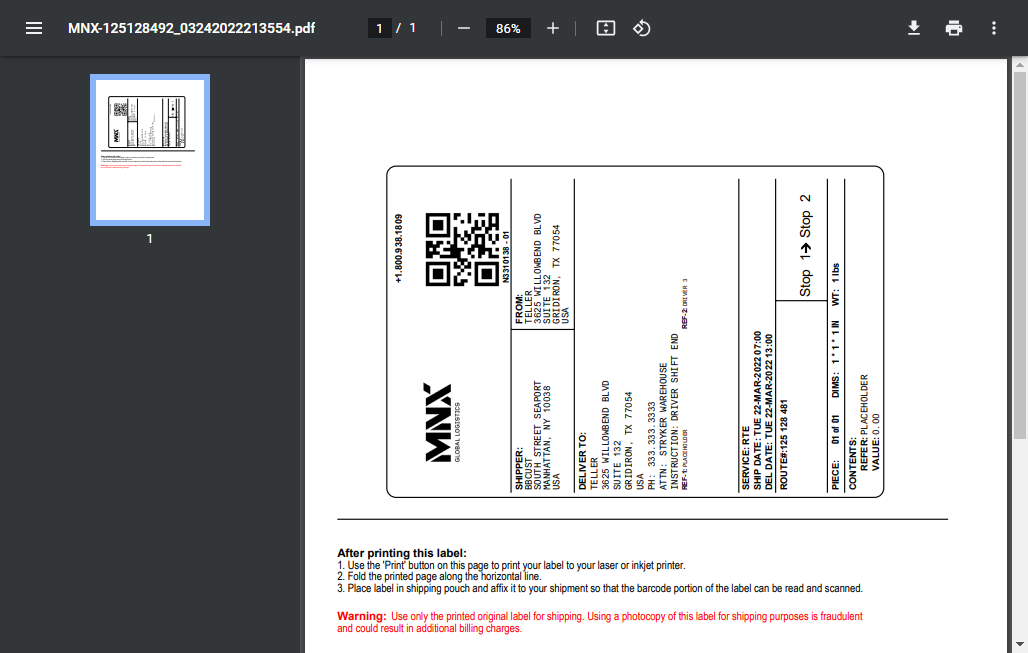 MNX-125128492_03242022213554.pdf
1 / 1
86%
1
+1.800.938.1809
N3310138 - 01
MNX
GLOBAL LOGISTICS
FROM:
TELLER
3625 WILLOWBEND BLVD
SUITE 132
GRIDIRON, TX 77054
USA
SHIPPER:
BBCUST
SOUTH STREET SEAPORT
MANHATTAN, NY 10038
USA
DELIVER TO:
TELLER
3625 WILLOWBEND BLVD
SUITE 132
GRIDIRON, TX 77054
USA
PH: 333.333.3333
ATTN: STRYKER WAREHOUSE
INSTRUCTION: DRIVER SHIFT END
REF-1: PLACEHOLDER REF-2: DRIVER 3
SERVICE: RTE
SHIP DATE: TUE 22-MAR-2022 07:00
DEL DATE: TUE 22-MAR-2022 13:00
ROUTE#:125 128 481
Stop 1➔ Stop 2
PIECE: 01 of 01 DIMS: 1 * 1 * 1 IN WT: 1 lbs
CONTENTS:
REFER: PLACEHOLDER
VALUE: 0.00
After printing this label:
1. Use the 'Print' button on this page to print your label to your laser or inkjet printer.
2. Fold the printed page along the horizontal line.
3. Place label in shipping pouch and affix it to your shipment so that the barcode portion of the label can be read and scanned.
Warning: Use only the printed original label for shipping. Using a photocopy of this label for shipping purposes is fraudulent
and could result in additional billing charges.